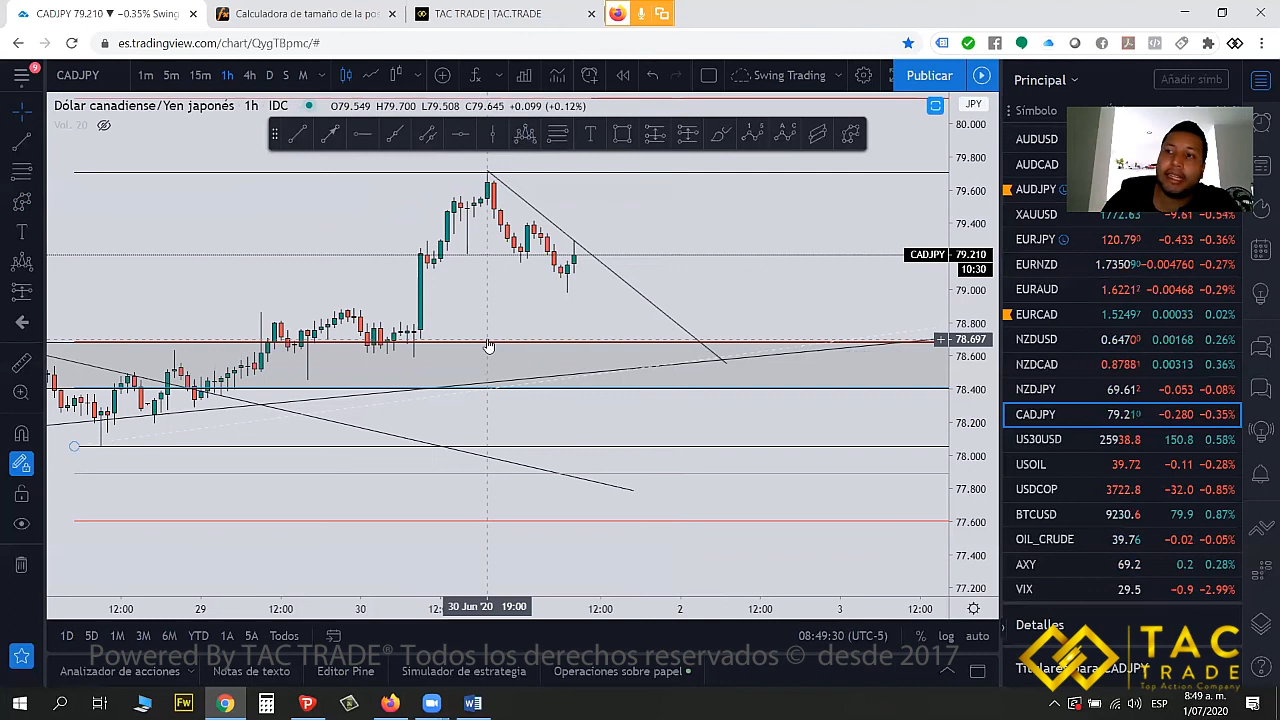 CADJPY 79.210 ▼ −0.35% Swing
Calculadora de tamaño
TAC TRADE | TAC.TRADE
es.tradingview.com/chart/QygTBpmc/#
9
CADJPY
1m 5m 15m 1h 4h D S M
Swing Trading
Publicar
Principal
Añadir símb
Dólar canadiense/Yen japonés 1h IDC
O79.549 H79.700 L79.508 C79.645 +0.099 (+0.12%)
Vol. 20
JPY
Símbolo
80.000
79.800
79.600
79.400
CADJPY 79.210
10:30
79.000
78.800
78.697
78.600
78.400
78.200
78.000
77.800
77.600
77.400
77.200
AUDUSD
AUDCAD
AUDJPY
XAUUSD 1772.63 −9.61 −0.54%
EURJPY 120.790 −0.433 −0.36%
EURNZD 1.73509 −0.004760 −0.27%
EURAUD 1.6221² −0.00468 −0.29%
EURCAD 1.5249⁷ 0.00033 0.02%
NZDUSD 0.6470⁰ 0.00168 0.26%
NZDCAD 0.8788¹ 0.00313 0.36%
NZDJPY 69.61² −0.053 −0.08%
CADJPY 79.21⁰ −0.280 −0.35%
US30USD 25938.8 150.8 0.58%
USOIL 39.72 −0.11 −0.28%
USDCOP 3722.8 −32.0 −0.85%
BTCUSD 9230.6 79.9 0.87%
OIL_CRUDE 39.76 −0.02 −0.05%
AXY 69.2 0.2 0.28%
VIX 29.5 −0.9 −2.99%
12:00 29 12:00 30 30 Jun '20 19:00 12:00 2 12:00 3 12:00
1D 5D 1M 3M 6M YTD 1A 5A Todos
08:49:30 (UTC-5) % log auto
Detalles
Powered By TAC TRADE® Todos los derechos reservados © desde 2017
Analizador de acciones Notas de texto Editor Pine Simulador de estrategia Operaciones sobre papel
CADJPY
TAC TRADE
Top Action Company
Fw
ESP
8:49 a. m.
1/07/2020